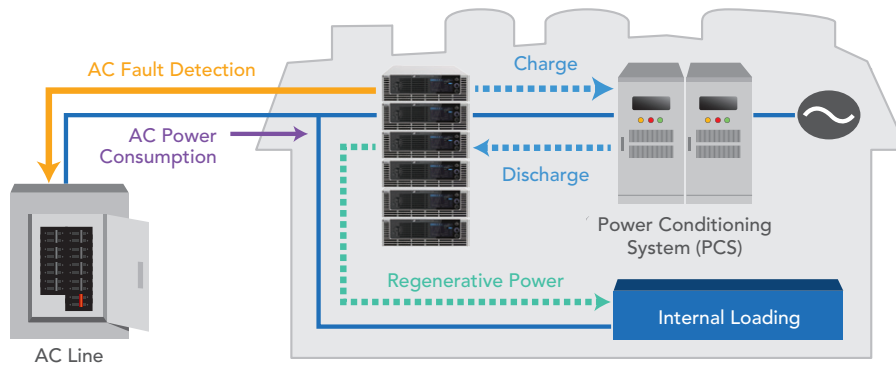 AC Fault Detection
Charge
AC Power
Consumption
Discharge
Power Conditioning
System (PCS)
Regenerative Power
Internal Loading
AC Line